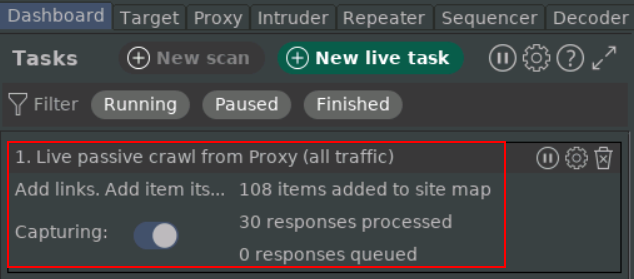 Dashboard Target Proxy Intruder Repeater Sequencer Decoder
Tasks New scan New live task
Filter Running Paused Finished
1. Live passive crawl from Proxy (all traffic)
Add links. Add item its... 108 items added to site map
30 responses processed
Capturing:
0 responses queued